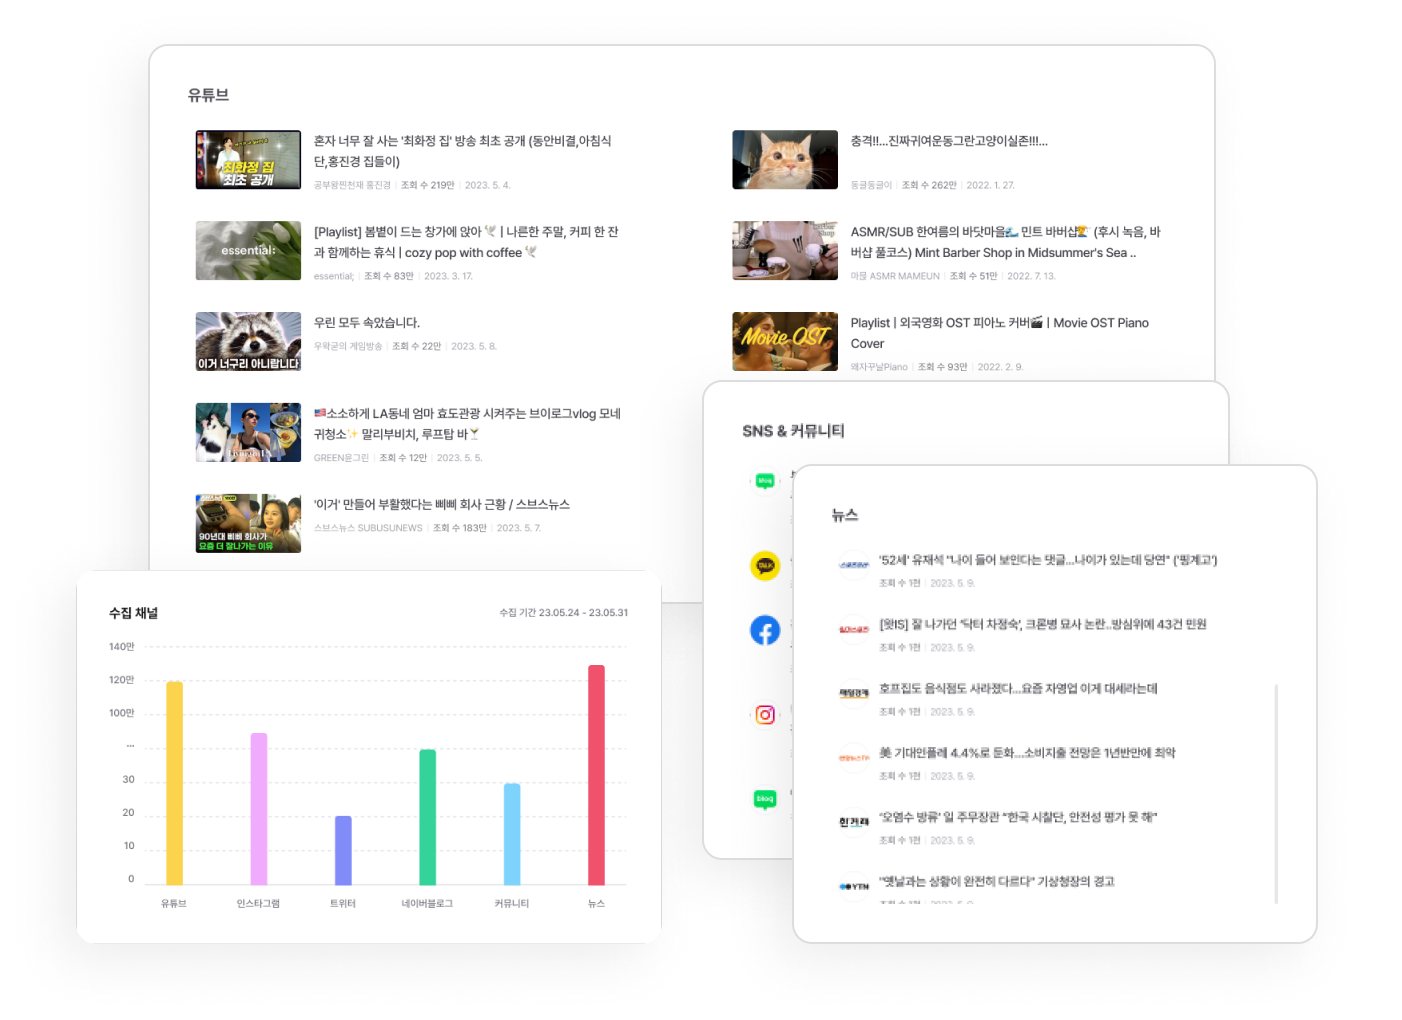 유튜브
최화정 집
최초 공개
혼자 너무 잘 사는 '최화정 집' 방송 최초 공개 (동안비결,아침식
단,홍진경 집들이)
공부왕찐천재 홍진경 | 조회 수 219만 | 2023. 5. 4.
essential;
[Playlist] 봄볕이 드는 창가에 앉아 🕊 | 나른한 주말, 커피 한 잔
과 함께하는 휴식 | cozy pop with coffee 🕊
essential; | 조회 수 83만 | 2023. 3. 17.
이거 너구리 아니랍니다
우린 모두 속았습니다.
우왁굳의 게임방송 | 조회 수 22만 | 2023. 5. 8.
🇺🇸소소하게 LA동네 엄마 효도관광 시켜주는 브이로그vlog 모네
귀청소✨ 말리부비치, 루프탑 바🍸
GREEN윤그린 | 조회 수 12만 | 2023. 5. 5.
90년대 삐삐 회사가
요즘 더 잘나가는 이유
'이거' 만들어 부활했다는 삐삐 회사 근황 / 스브스뉴스
스브스뉴스 SUBUSUNEWS | 조회 수 183만 | 2023. 5. 7.
충격!!...진짜귀여운동그란고양이실존!!!...
동글동글이 | 조회 수 262만 | 2022. 1. 27.
Barber
Shop
ASMR/SUB 한여름의 바닷마을🌊 민트 바버샵💈 (후시 녹음, 바
버샵 풀코스) Mint Barber Shop in Midsummer's Sea ..
ASMR MAMEUN | 조회 수 51만 | 2022. 7. 13.
Movie OST
Playlist | 외국영화 OST 피아노 커버🎬 | Movie OST Piano
Cover
왜자꾸날Piano | 조회 수 93만 | 2022. 2. 9.
SNS & 커뮤니티
blog
TALK
blog
뉴스
'52세' 유재석 "나이 들어 보인다는 댓글...나이가 있는데 당연" ('핑계고')
조회 수 1천 | 2023. 5. 9.
[왓IS] 잘 나가던 '닥터 차정숙', 크론병 묘사 논란..방심위에 43건 민원
조회 수 1천 | 2023. 5. 9.
매일경제
호프집도 음식점도 사라졌다...요즘 자영업 이게 대세라는데
조회 수 1천 | 2023. 5. 9.
연합뉴스TV
美 기대인플레 4.4%로 둔화...소비지출 전망은 1년반만에 최악
조회 수 1천 | 2023. 5. 9.
한겨레
'오염수 방류' 일 주무장관 "한국 시찰단, 안전성 평가 못 해"
조회 수 1천 | 2023. 5. 9.
YTN
"옛날과는 상황이 완전히 다르다" 기상청장의 경고
수집 채널
수집 기간 23.05.24 - 23.05.31
140만
120만
100만
...
30
20
10
0
유튜브 인스타그램 트위터 네이버블로그 커뮤니티 뉴스